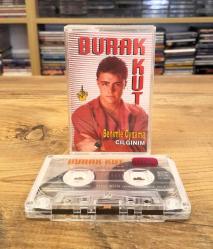 BURAK
KUT
Benimle Oynama
ÇILGINIM
BURAK KUT